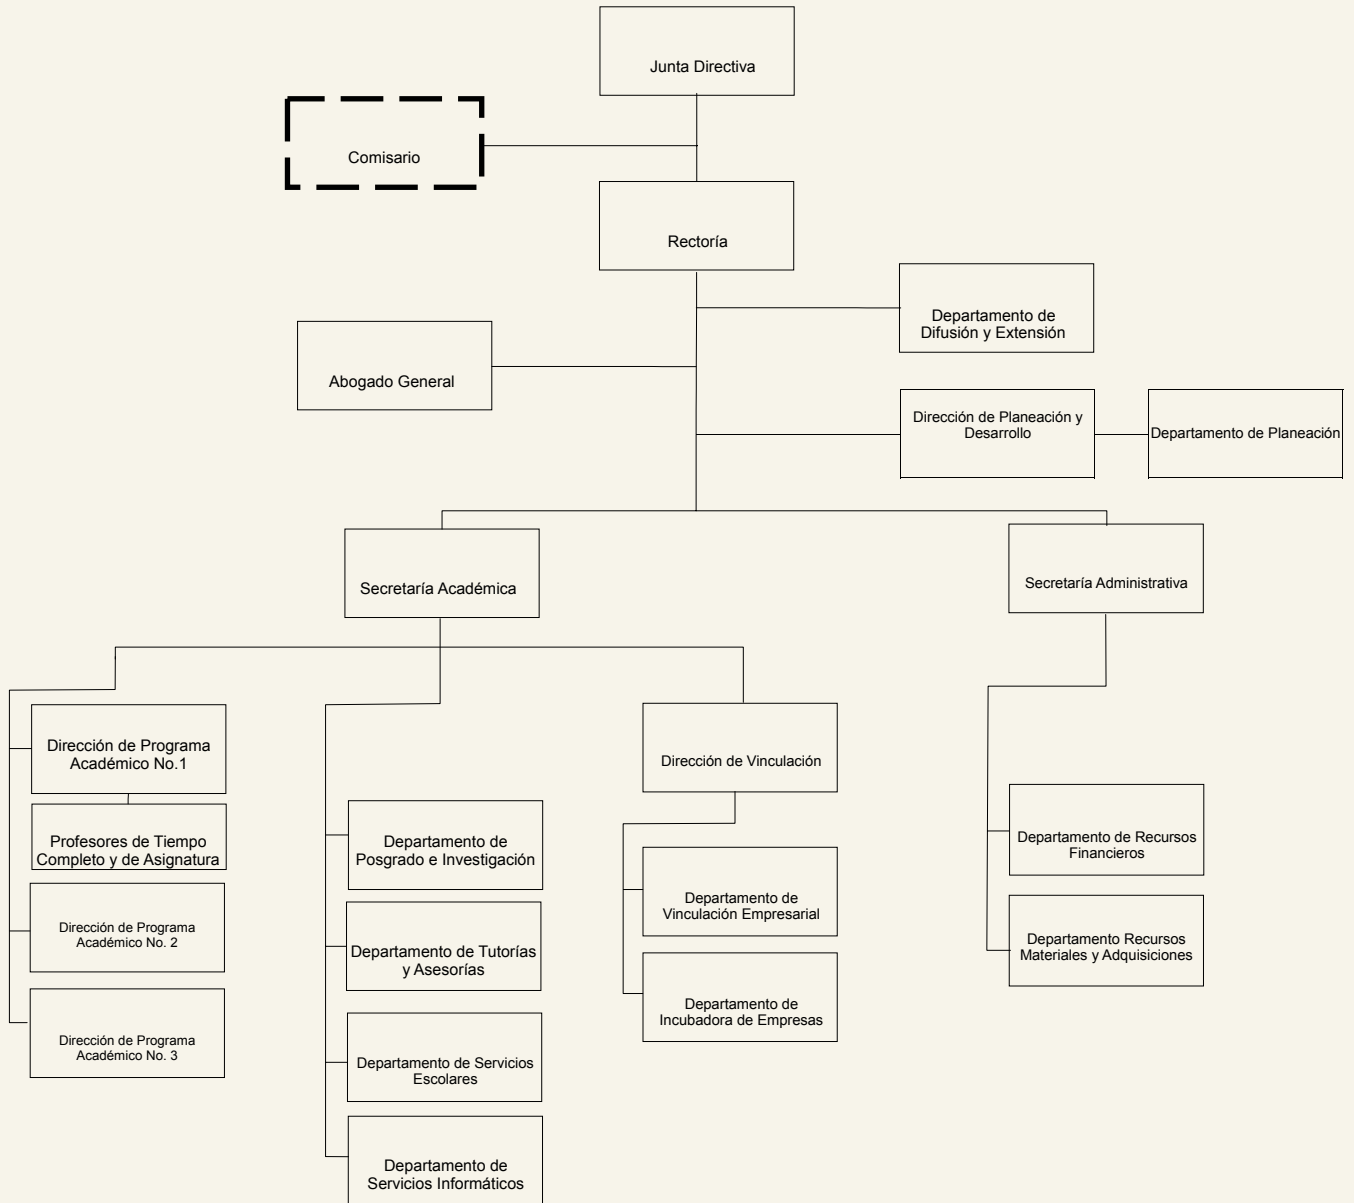 Junta Directiva
Comisario
Rectoría
Departamento de
Difusión y Extensión
Abogado General
Dirección de Planeación y
Desarrollo
Departamento de Planeación
Secretaría Académica
Secretaría Administrativa
Dirección de Programa
Académico No.1
Profesores de Tiempo
Completo y de Asignatura
Dirección de Programa
Académico No. 2
Dirección de Programa
Académico No. 3
Departamento de
Posgrado e Investigación
Departamento de Tutorías
y Asesorías
Departamento de Servicios
Escolares
Departamento de
Servicios Informáticos
Dirección de Vinculación
Departamento de
Vinculación Empresarial
Departamento de
Incubadora de Empresas
Departamento de Recursos
Financieros
Departamento Recursos
Materiales y Adquisiciones